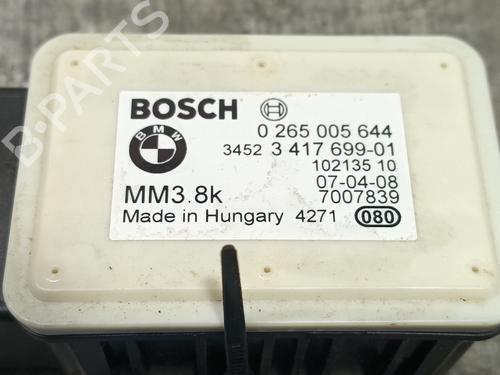 BOSCH
BMW
0 265 005 644
3452 3 417 699-01
102135 10
07-04-08
MM3.8k 7007839
Made in Hungary 4271 080
B-PARTS